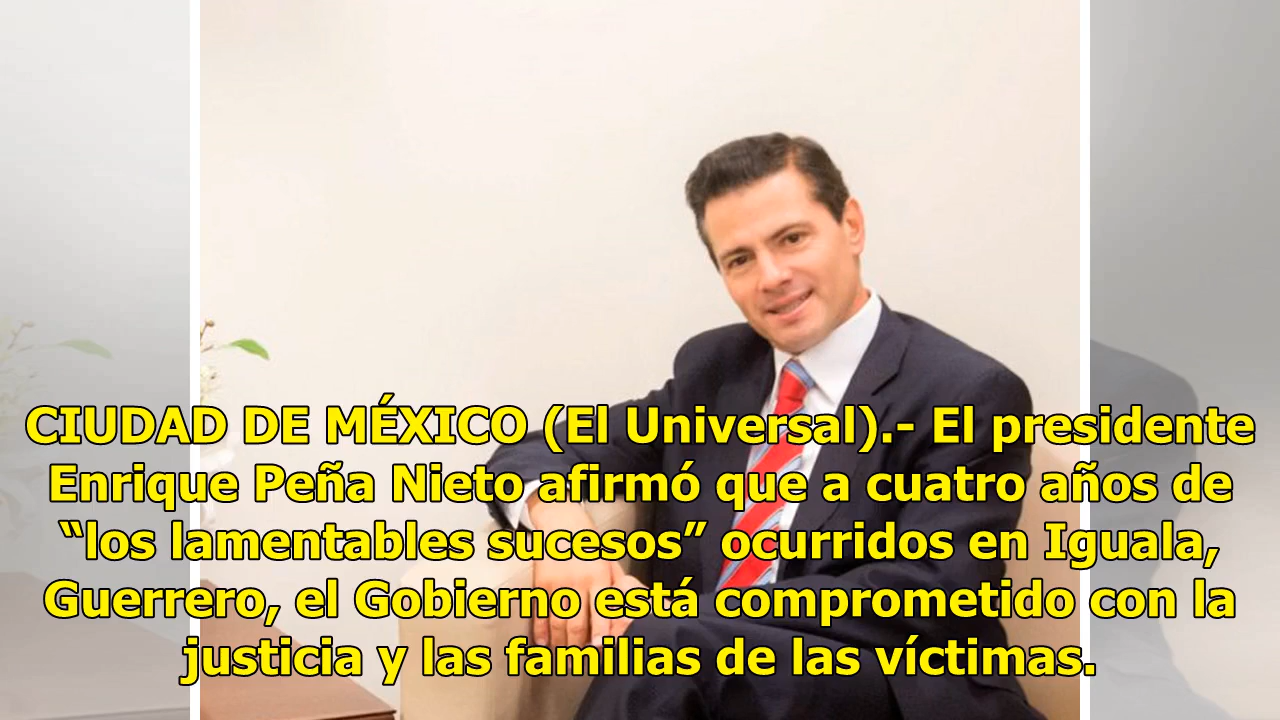 CIUDAD DE MÉXICO (El Universal).- El presidente
Enrique Peña Nieto afirmó que a cuatro años de
“los lamentables sucesos” ocurridos en Iguala,
Guerrero, el Gobierno está comprometido con la
justicia y las familias de las víctimas.